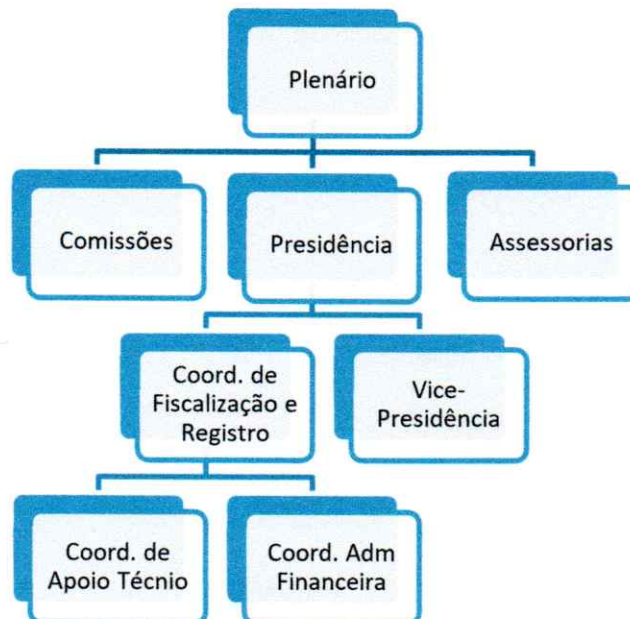 Plenário
Comissões
Presidência
Assessorias
Coord. de
Fiscalização e
Registro
Vice-
Presidência
Coord. de
Apoio Técnio
Coord. Adm
Financeira